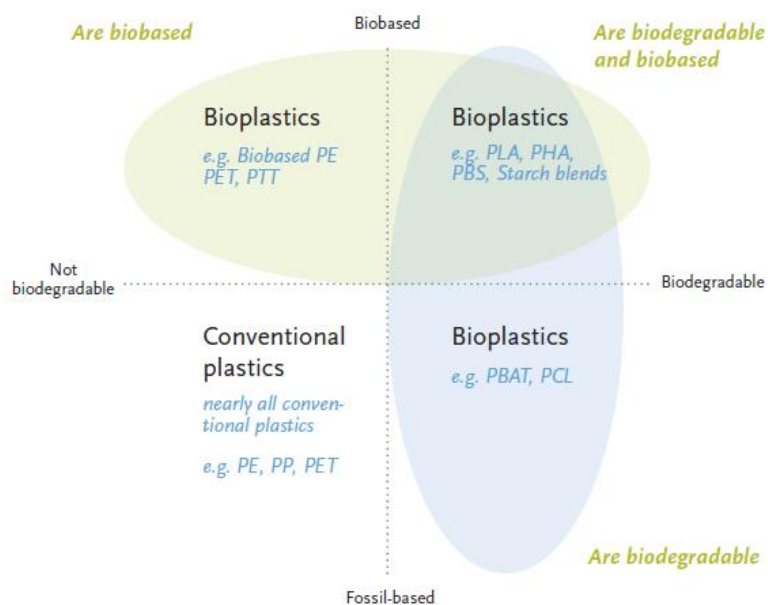 Are biobased
Biobased
Are biodegradable
and biobased
Bioplastics
e.g. Biobased PE
PET, PTT
Bioplastics
e.g. PLA, PHA,
PBS, Starch blends
Not
biodegradable
Biodegradable
Conventional
plastics
nearly all conven-
tional plastics
e.g. PE, PP, PET
Bioplastics
e.g. PBAT, PCL
Are biodegradable
Fossil-based